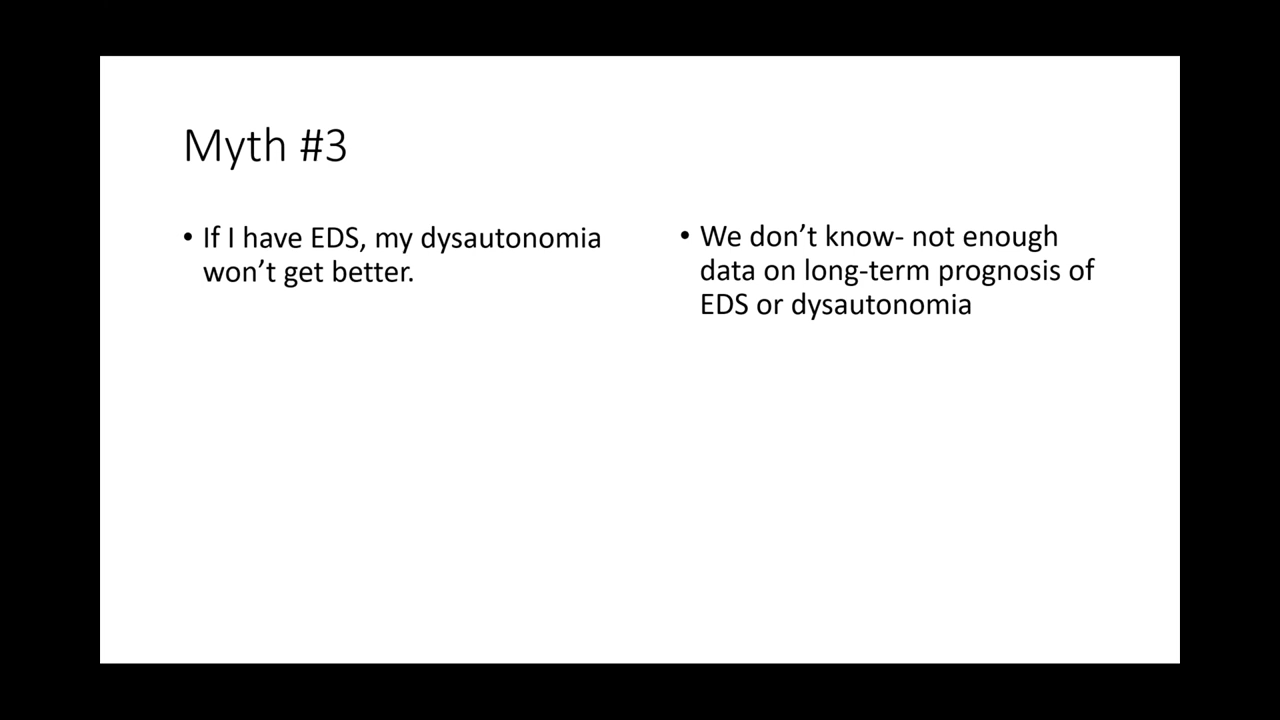 Myth #3
• If I have EDS, my dysautonomia
won’t get better.
• We don’t know- not enough
data on long-term prognosis of
EDS or dysautonomia